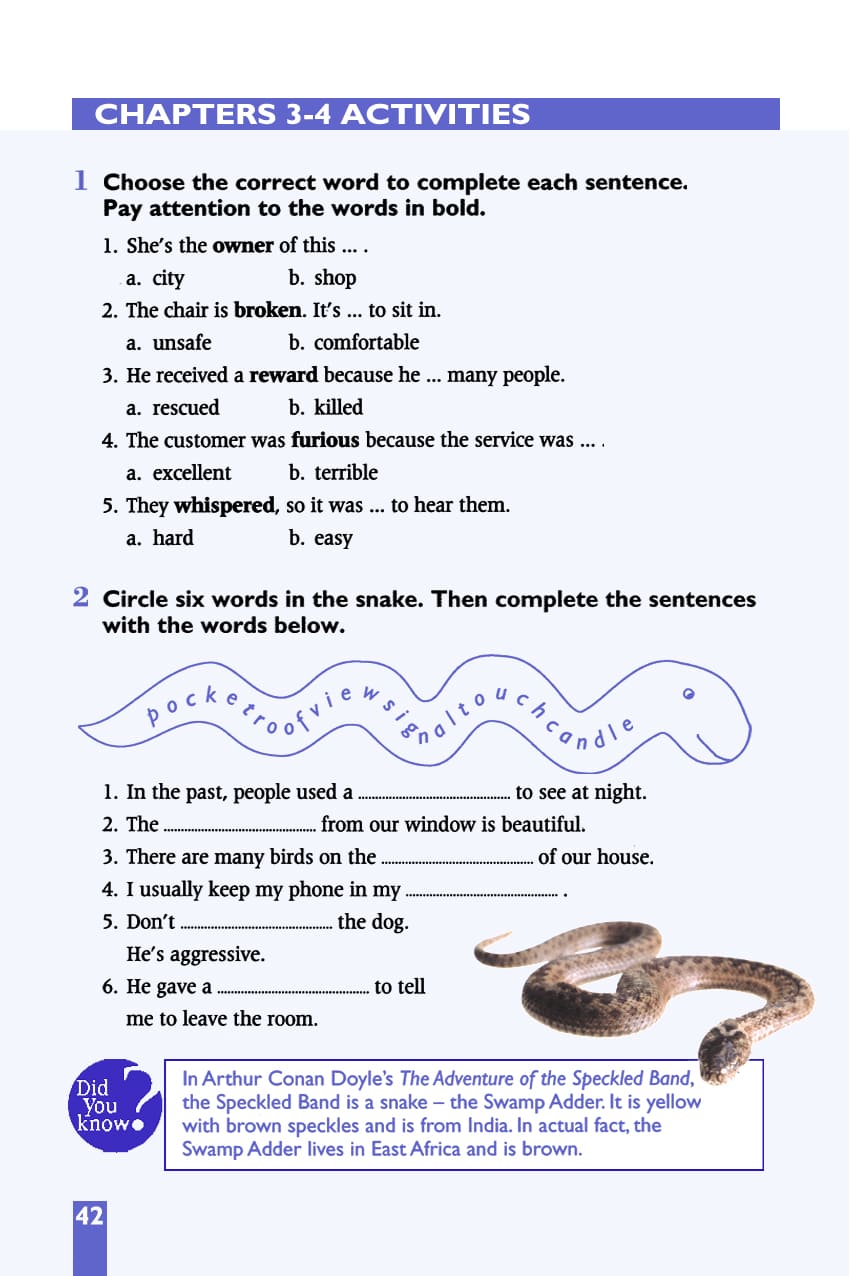 CHAPTERS 3-4 ACTIVITIES
1 Choose the correct word to complete each sentence.
Pay attention to the words in bold.
1. She's the owner of this ... .
a. city b. shop
2. The chair is broken. It's ... to sit in.
a. unsafe b. comfortable
3. He received a reward because he ... many people.
a. rescued b. killed
4. The customer was furious because the service was ... .
a. excellent b. terrible
5. They whispered, so it was ... to hear them.
a. hard b. easy
2 Circle six words in the snake. Then complete the sentences
with the words below.
pocketroofviewsignaltouchcandle
1. In the past, people used a ............................................. to see at night.
2. The ............................................. from our window is beautiful.
3. There are many birds on the ............................................. of our house.
4. I usually keep my phone in my ............................................. .
5. Don't ............................................. the dog.
He's aggressive.
6. He gave a ............................................. to tell
me to leave the room.
Did
You
know?
In Arthur Conan Doyle's The Adventure of the Speckled Band,
the Speckled Band is a snake – the Swamp Adder. It is yellow
with brown speckles and is from India. In actual fact, the
Swamp Adder lives in East Africa and is brown.
42